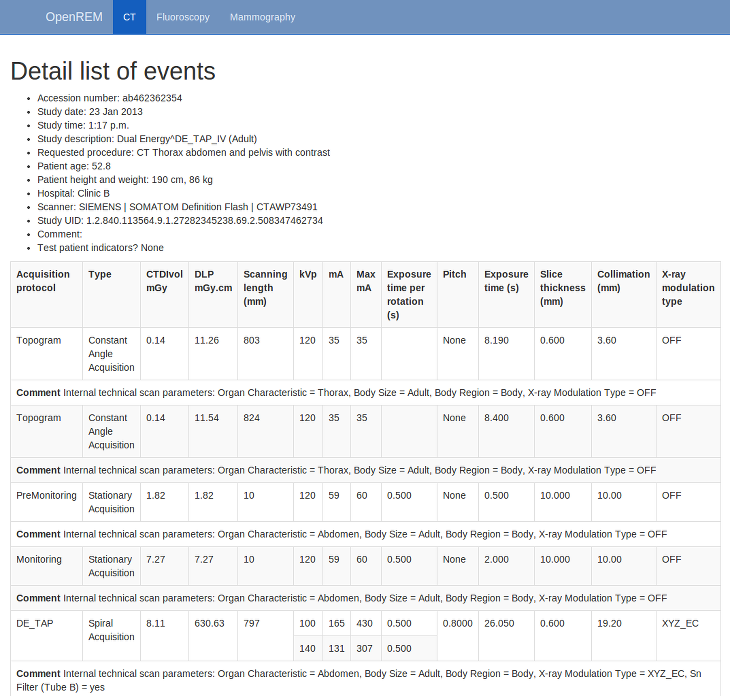 OpenREM CT Fluoroscopy Mammography
Detail list of events
Accession number: ab462362354
Study date: 23 Jan 2013
Study time: 1:17 p.m.
Study description: Dual Energy^DE_TAP_IV (Adult)
Requested procedure: CT Thorax abdomen and pelvis with contrast
Patient age: 52.8
Patient height and weight: 190 cm, 86 kg
Hospital: Clinic B
Scanner: SIEMENS | SOMATOM Definition Flash | CTAWP73491
Study UID: 1.2.840.113564.9.1.27282345238.69.2.508347462734
Comment:
Test patient indicators? None
Acquisition Type CTDIvol DLP Scanning kVp mA Max Exposure Pitch Exposure Slice Collimation X-ray
protocol mGy mGy.cm length mA time per time (s) thickness (mm) modulation
(mm) rotation (mm) type
(s)
Topogram Constant 0.14 11.26 803 120 35 35 None 8.190 0.600 3.60 OFF
Angle
Acquisition
Comment Internal technical scan parameters: Organ Characteristic = Thorax, Body Size = Adult, Body Region = Body, X-ray Modulation Type = OFF
Topogram Constant 0.14 11.54 824 120 35 35 None 8.400 0.600 3.60 OFF
Angle
Acquisition
Comment Internal technical scan parameters: Organ Characteristic = Thorax, Body Size = Adult, Body Region = Body, X-ray Modulation Type = OFF
PreMonitoring Stationary 1.82 1.82 10 120 59 60 0.500 None 0.500 10.000 10.00 OFF
Acquisition
Comment Internal technical scan parameters: Organ Characteristic = Abdomen, Body Size = Adult, Body Region = Body, X-ray Modulation Type = OFF
Monitoring Stationary 7.27 7.27 10 120 59 60 0.500 None 2.000 10.000 10.00 OFF
Acquisition
Comment Internal technical scan parameters: Organ Characteristic = Abdomen, Body Size = Adult, Body Region = Body, X-ray Modulation Type = OFF
DE_TAP Spiral 8.11 630.63 797 100 165 430 0.500 0.8000 26.050 0.600 19.20 XYZ_EC
Acquisition
140 131 307 0.500
Comment Internal technical scan parameters: Organ Characteristic = Abdomen, Body Size = Adult, Body Region = Body, X-ray Modulation Type = XYZ_EC, Sn
Filter (Tube B) = yes